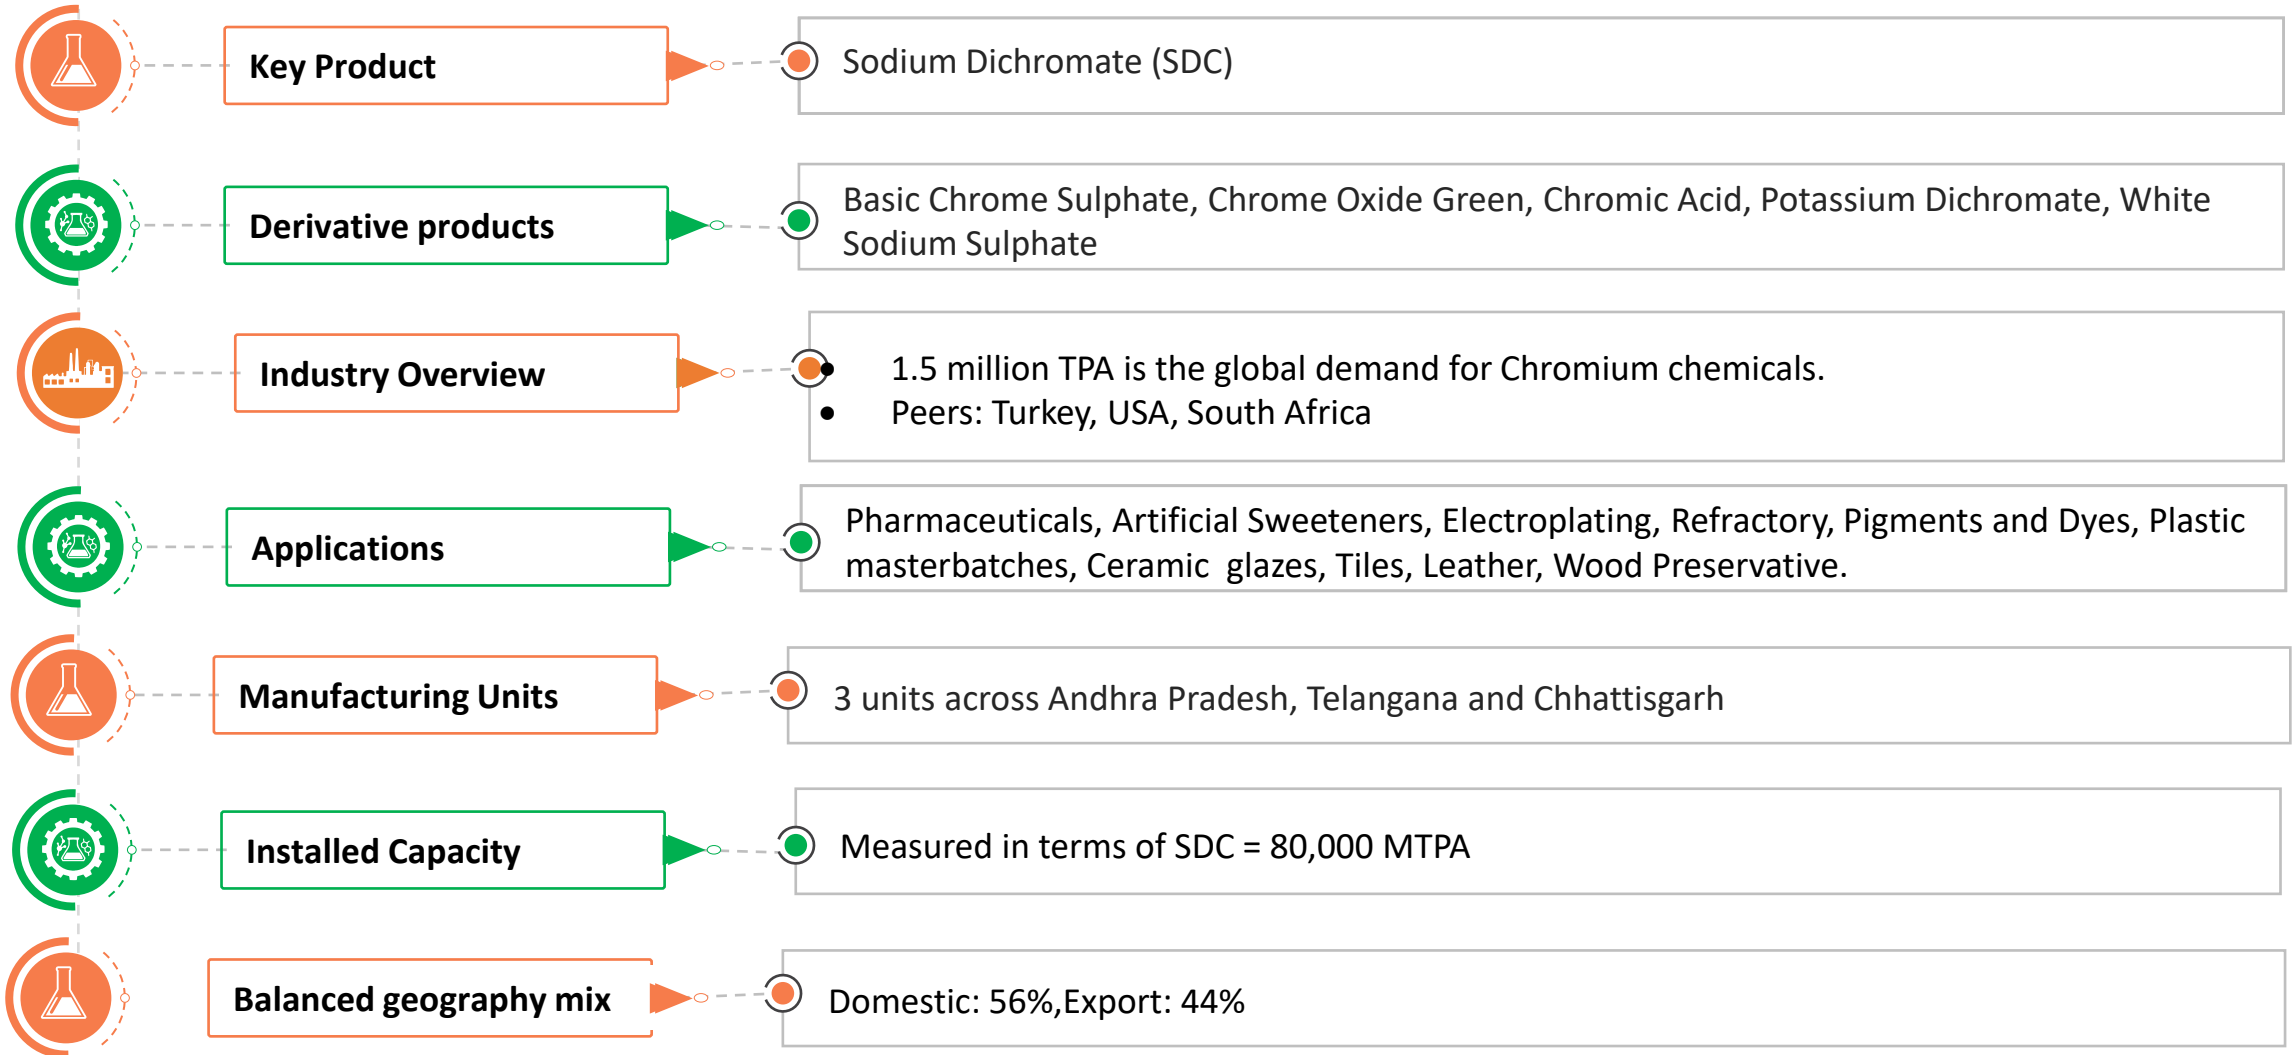 Key Product
Sodium Dichromate (SDC)
Derivative products
Basic Chrome Sulphate, Chrome Oxide Green, Chromic Acid, Potassium Dichromate, White
Sodium Sulphate
Industry Overview
• 1.5 million TPA is the global demand for Chromium chemicals.
• Peers: Turkey, USA, South Africa
Applications
Pharmaceuticals, Artificial Sweeteners, Electroplating, Refractory, Pigments and Dyes, Plastic
masterbatches, Ceramic glazes, Tiles, Leather, Wood Preservative.
Manufacturing Units
3 units across Andhra Pradesh, Telangana and Chhattisgarh
Installed Capacity
Measured in terms of SDC = 80,000 MTPA
Balanced geography mix
Domestic: 56%,Export: 44%